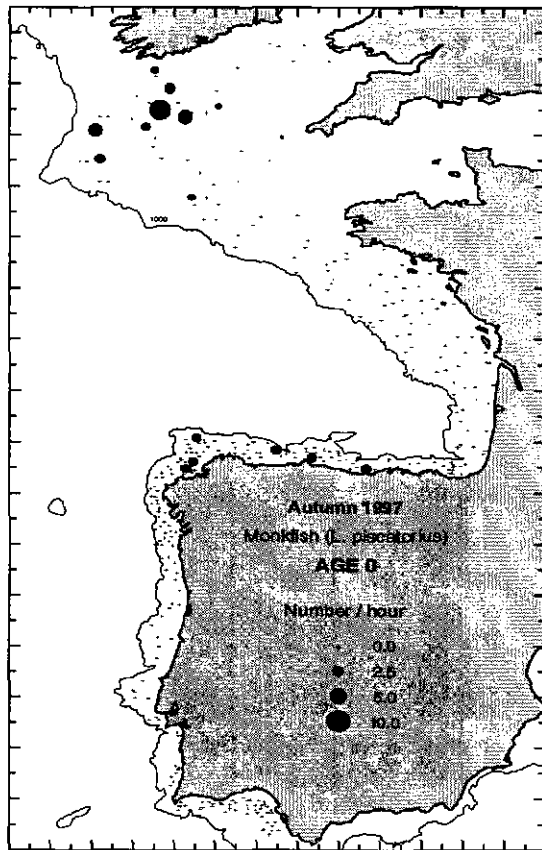 1000
Autumn 1997
Monkfish (L. piscatorius)
AGE 0
Number / hour
0.0
2.5
5.0
10.0